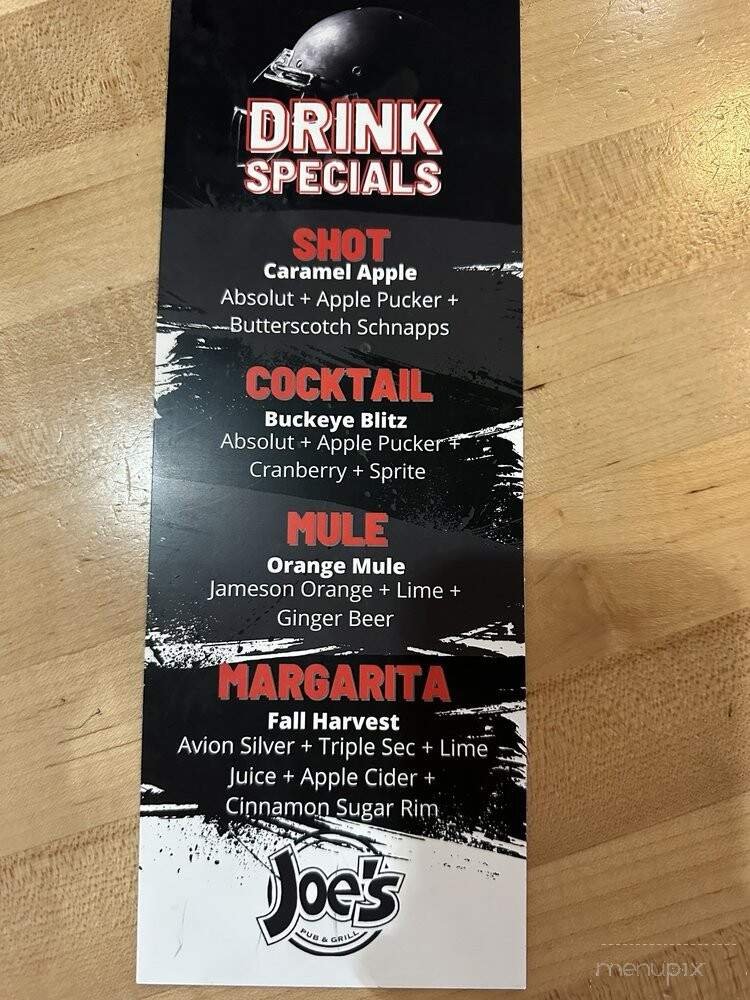 DRINK
SPECIALS
SHOT
Caramel Apple
Absolut + Apple Pucker +
Butterscotch Schnapps
COCKTAIL
Buckeye Blitz
Absolut + Apple Pucker +
Cranberry + Sprite
MULE
Orange Mule
Jameson Orange + Lime +
Ginger Beer
MARGARITA
Fall Harvest
Avion Silver + Triple Sec + Lime
Juice + Apple Cider +
Cinnamon Sugar Rim
Joe's
PUB & GRILL
menupix